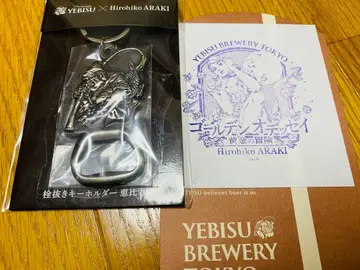 YEBISU × Hirohiko ARAKI
栓抜きキーホルダー 恵比
YEBISU BREWERY TOKYO
ゴールデンオデッセイ
黄金の冒険
Hirohiko ARAKI
YEBISU believes beer is
YEBISU
BREWERY
TOKYO